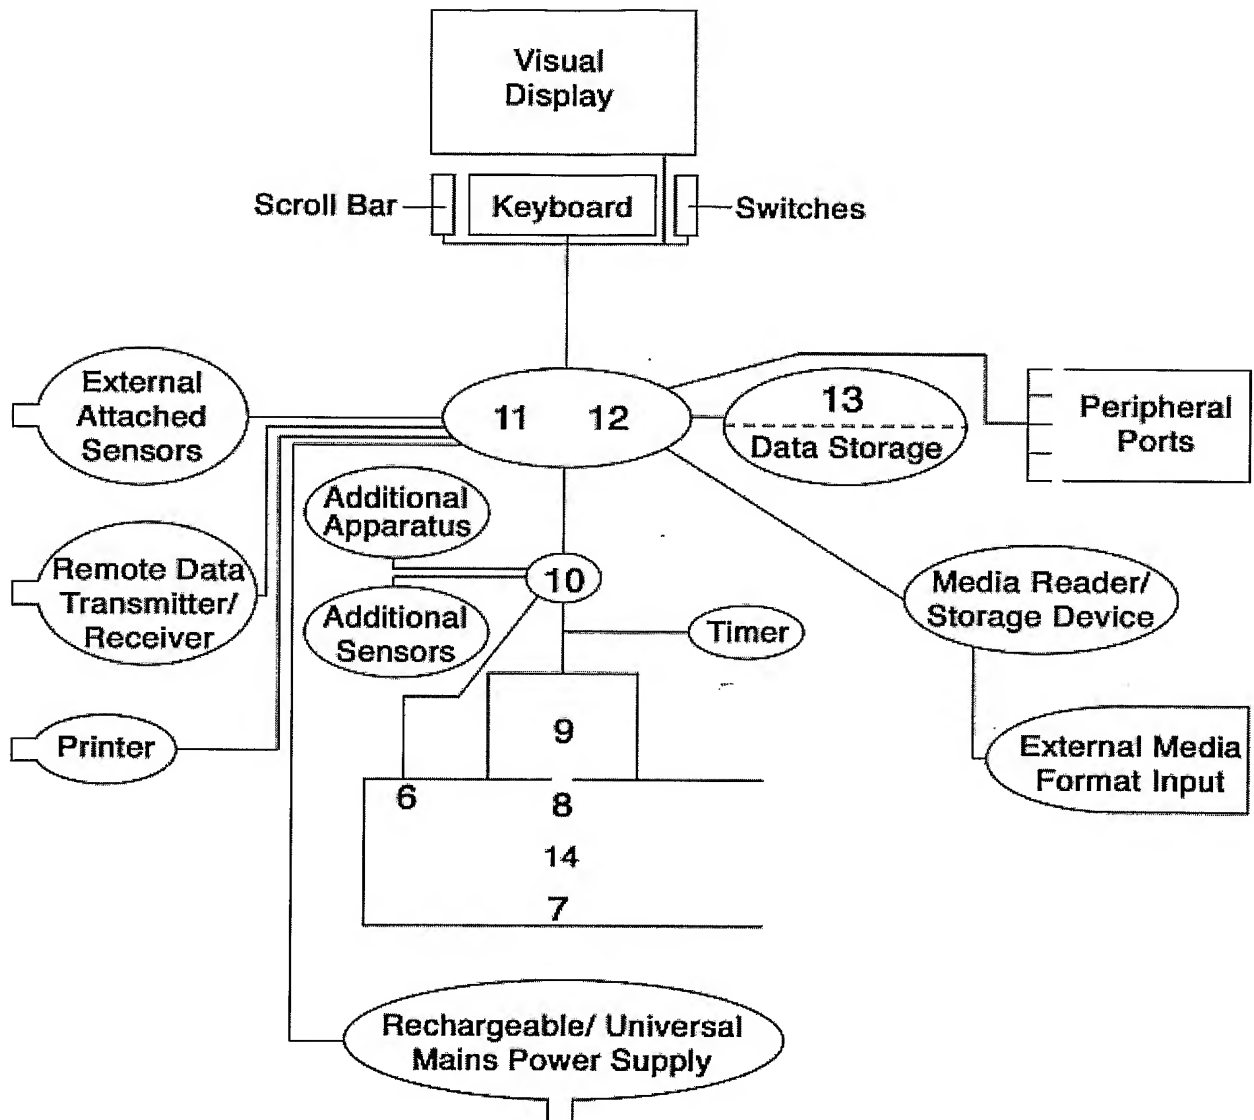 Visual
Display
Scroll Bar
Keyboard
Switches
External
Attached
Sensors
11
12
13
Data Storage
Peripheral
Ports
Additional
Apparatus
Remote Data
Transmitter/
Receiver
10
Additional
Sensors
Timer
Media Reader/
Storage Device
Printer
9
External Media
Format Input
6
8
14
7
Rechargeable/ Universal
Mains Power Supply